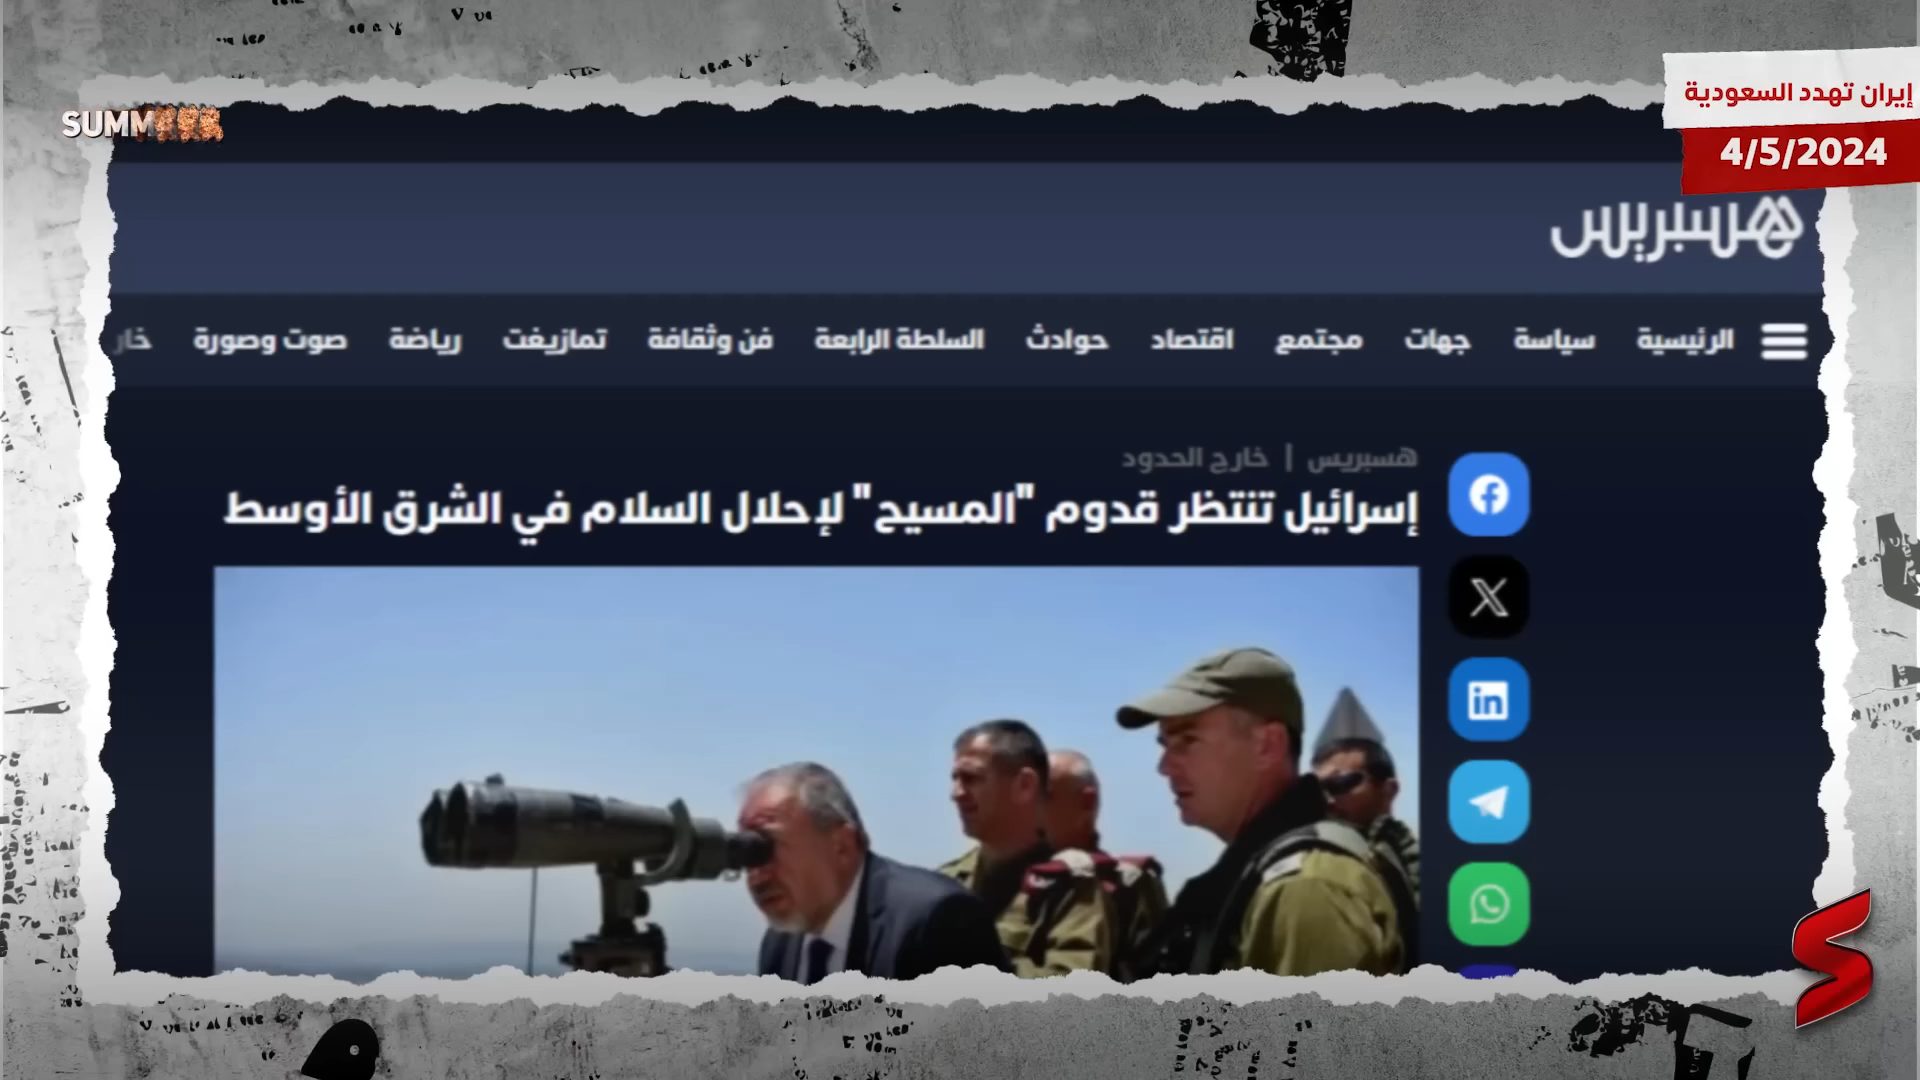 إيران تهدد السعودية
4/5/2024
هسبريس
الرئيسية سياسة جهات مجتمع اقتصاد حوادث السلطة الرابعة فن وثقافة تمازيغت رياضة صوت وصورة خار
هسبريس | خارج الحدود
إسرائيل تنتظر قدوم "المسيح" لإحلال السلام في الشرق الأوسط